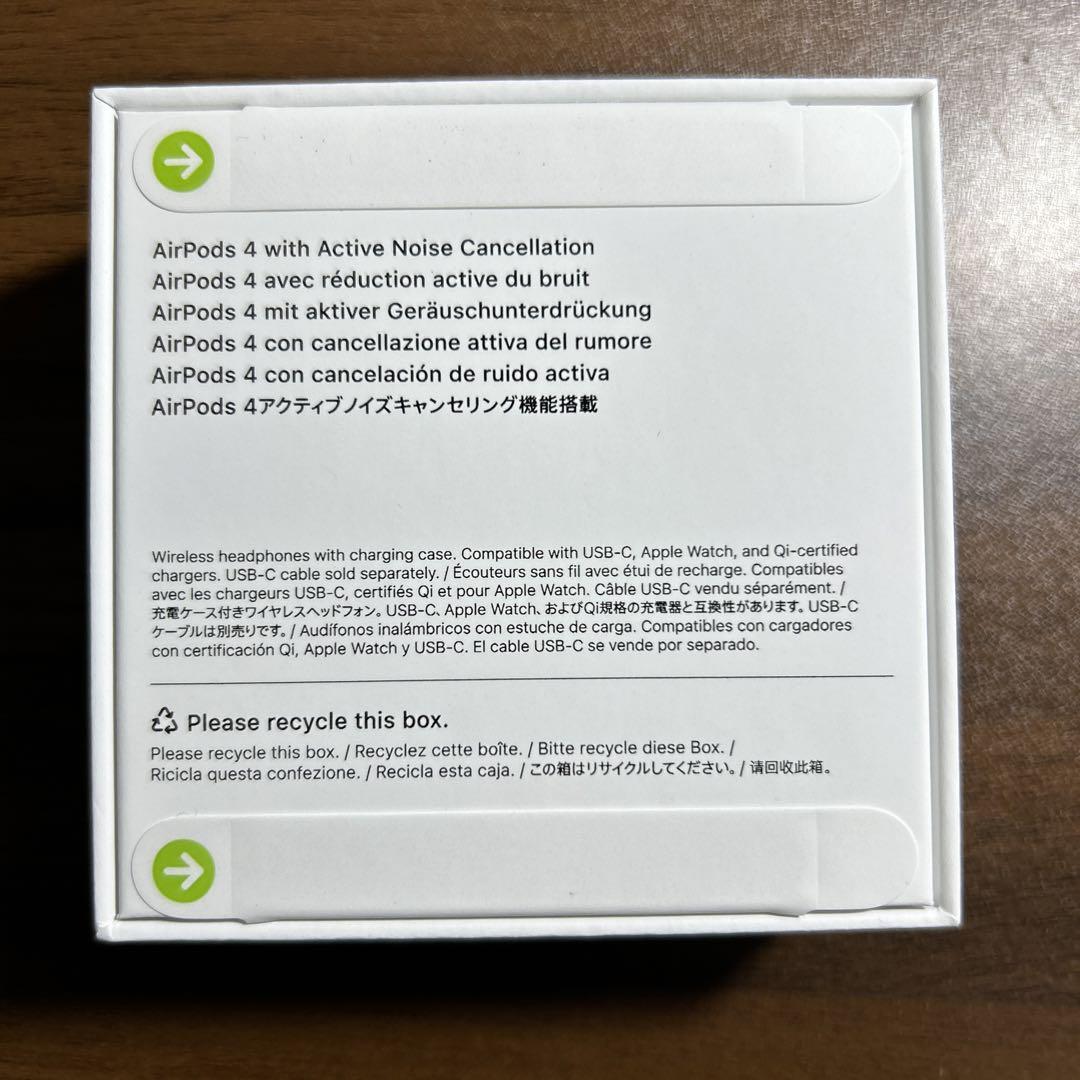 AirPods 4 with Active Noise Cancellation
AirPods 4 avec réduction active du bruit
AirPods 4 mit aktiver Geräuschunterdrückung
AirPods 4 con cancellazione attiva del rumore
AirPods 4 con cancelación de ruido activa
AirPods 4アクティブノイズキャンセリング機能搭載
Wireless headphones with charging case. Compatible with USB-C, Apple Watch, and Qi-certified
chargers. USB-C cable sold separately. / Écouteurs sans fil avec étui de recharge. Compatibles
avec les chargeurs USB-C, certifiés Qi et pour Apple Watch. Câble USB-C vendu séparément. /
充電ケース付きワイヤレスヘッドフォン。USB-C、Apple Watch、およびQi規格の充電器と互換性があります。USB-C
ケーブルは別売りです。/ Audífonos inalámbricos con estuche de carga. Compatibles con cargadores
con certificación Qi, Apple Watch y USB-C. El cable USB-C se vende por separado.
Please recycle this box.
Please recycle this box. / Recyclez cette boîte. / Bitte recycle diese Box. /
Ricicla questa confezione. / Recicla esta caja. / この箱はリサイクルしてください。/ 请回收此箱。